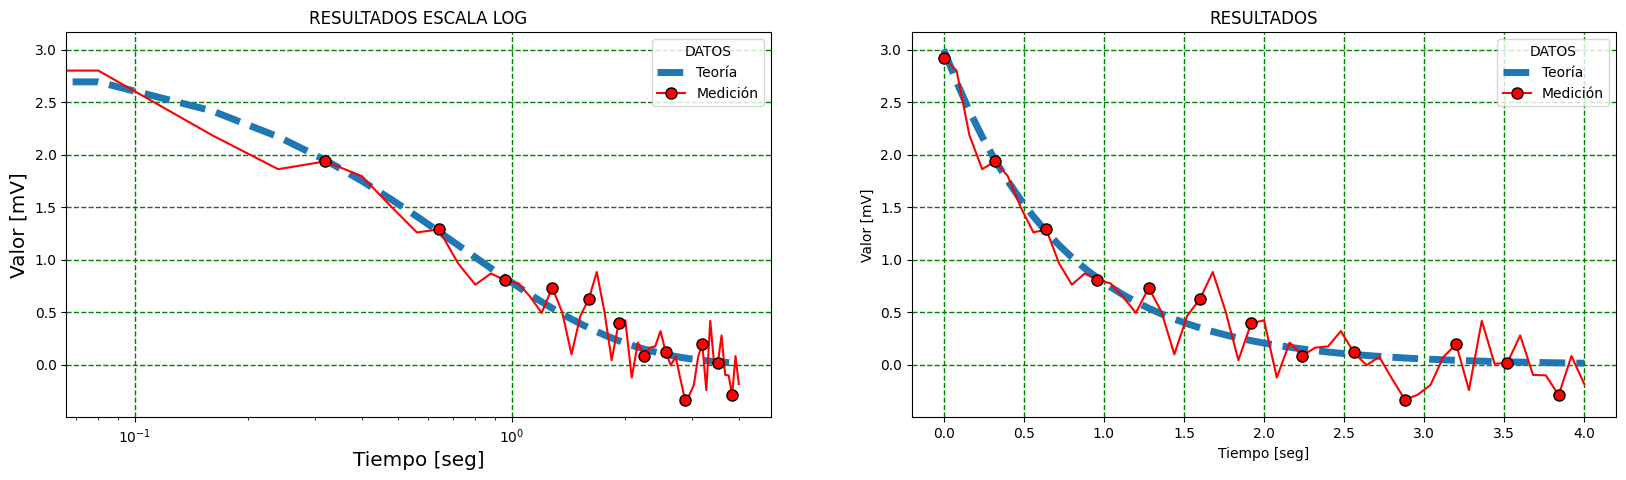 RESULTADOS ESCALA LOG
DATOS
Teoría
Medición
Valor [mV]
3.0
2.5
2.0
1.5
1.0
0.5
0.0
10⁻¹
10⁰
Tiempo [seg]
RESULTADOS
DATOS
Teoría
Medición
Valor [mV]
3.0
2.5
2.0
1.5
1.0
0.5
0.0
0.0 0.5 1.0 1.5 2.0 2.5 3.0 3.5 4.0
Tiempo [seg]